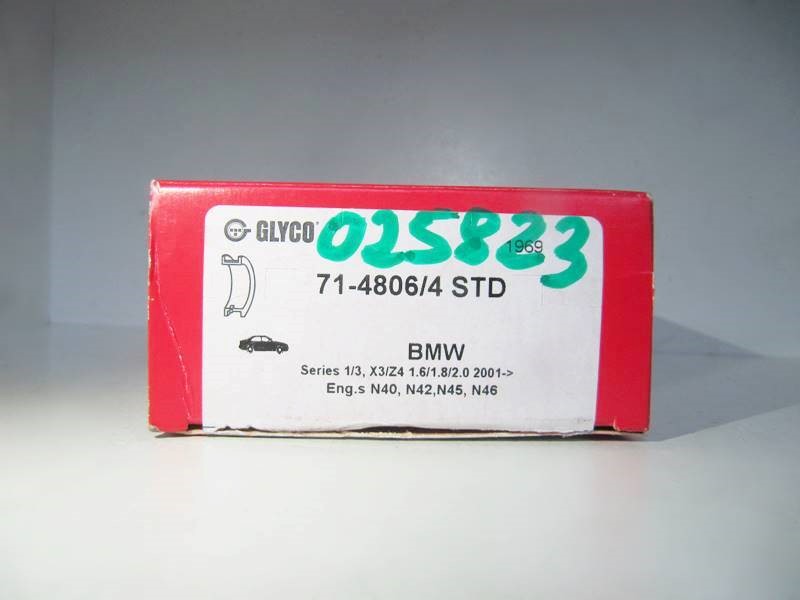 GLYCO 025823
1969
71-4806/4 STD
BMW
Series 1/3, X3/Z4 1.6/1.8/2.0 2001->
Eng.s N40, N42,N45, N46